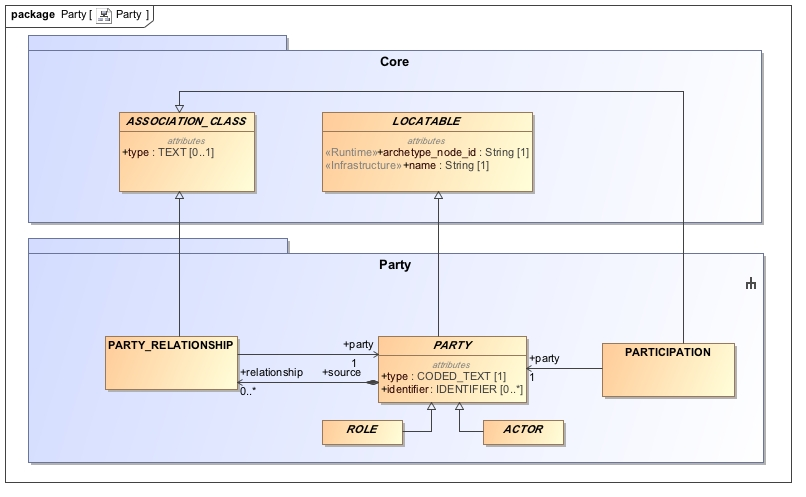 package Party [ Party ]
Core
ASSOCIATION_CLASS
attributes
+type : TEXT [0..1]
LOCATABLE
attributes
«Runtime»+archetype_node_id : String [1]
«Infrastructure»+name : String [1]
Party
PARTY_RELATIONSHIP
+party
1
+relationship
0..*
+source
PARTY
attributes
+type : CODED_TEXT [1]
+identifier : IDENTIFIER [0..*]
+party
1
PARTICIPATION
ROLE
ACTOR